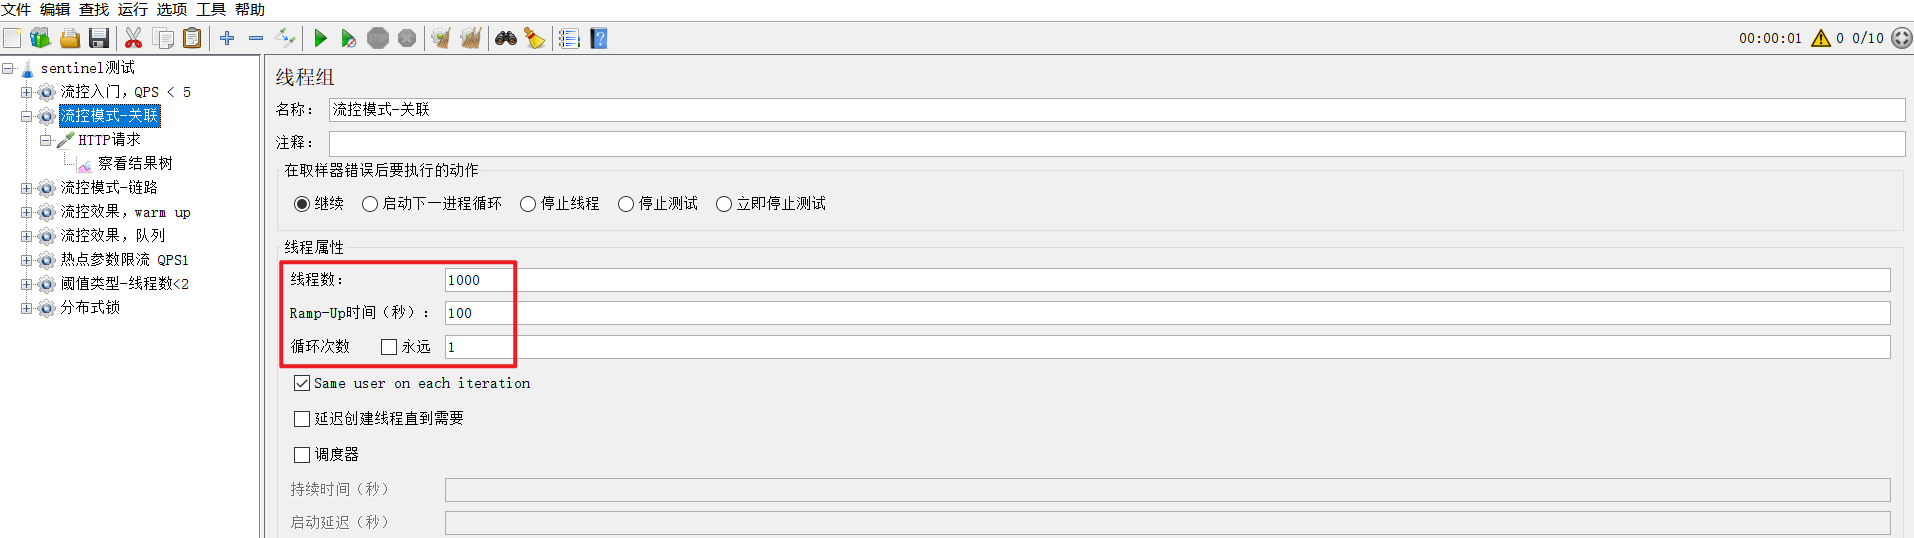 文件 编辑 查找 运行 选项 工具 帮助
STOP
00:00:01 0 0/10
sentinel测试
流控入门，QPS < 5
流控模式-关联
HTTP请求
察看结果树
流控模式-链路
流控效果，warm up
流控效果，队列
热点参数限流 QPS1
阈值类型-线程数<2
分布式锁
线程组
名称： 流控模式-关联
注释：
在取样器错误后要执行的动作
继续 启动下一进程循环 停止线程 停止测试 立即停止测试
线程属性
线程数： 1000
Ramp-Up时间（秒）： 100
循环次数 永远 1
Same user on each iteration
延迟创建线程直到需要
调度器
持续时间（秒）
启动延迟（秒）